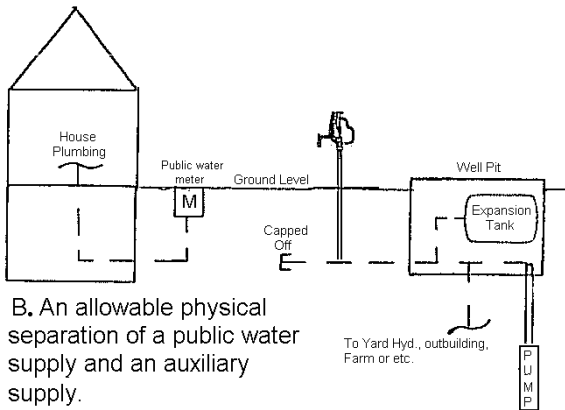 House
Plumbing
Public water
meter
M
Ground Level
Well Pit
Expansion
Tank
Capped
Off
B. An allowable physical
separation of a public water
supply and an auxiliary
supply.
To Yard Hyd., outbuilding,
Farm or etc.
PUMP